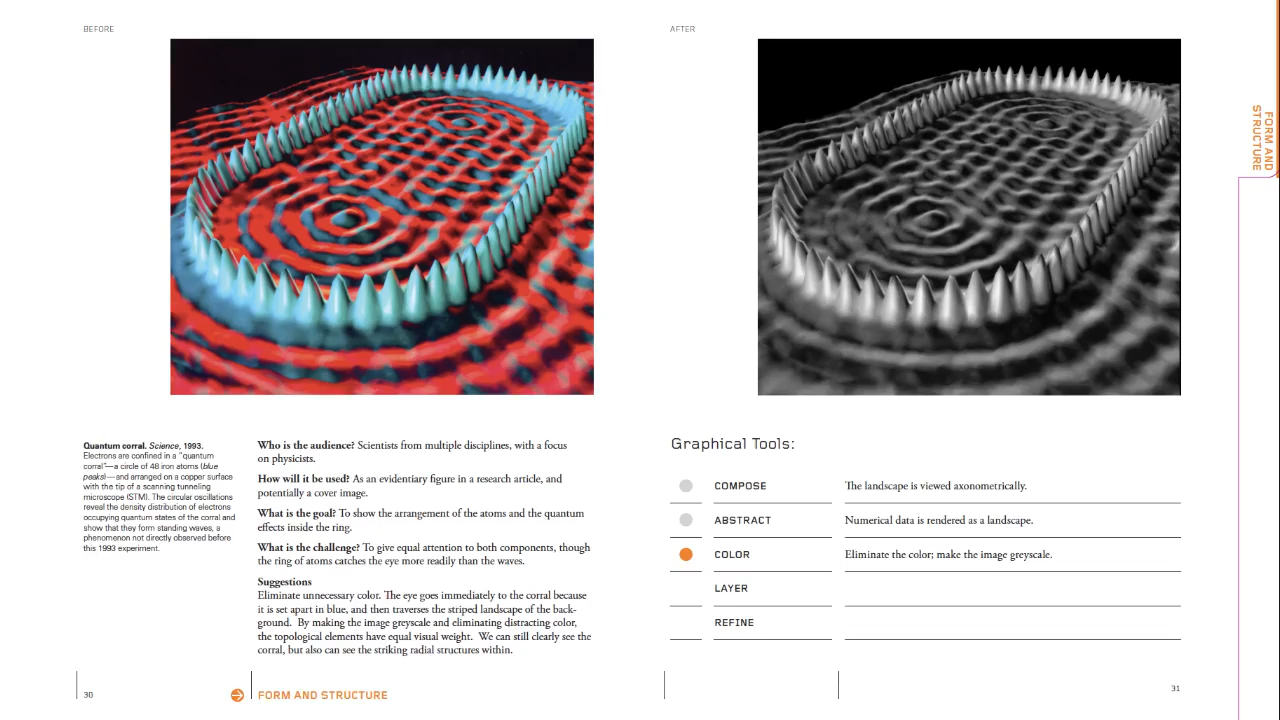 BEFORE
Quantum corral. Science, 1993.
Electrons are confined in a "quantum
corral"—a circle of 48 iron atoms (blue
peaks)—and arranged on a copper surface
with the tip of a scanning tunneling
microscope (STM). The circular oscillations
reveal the density distribution of electrons
occupying quantum states of the corral and
show that they form standing waves, a
phenomenon not directly observed before
this 1993 experiment.
Who is the audience? Scientists from multiple disciplines, with a focus
on physicists.
How will it be used? As an evidentiary figure in a research article, and
potentially a cover image.
What is the goal? To show the arrangement of the atoms and the quantum
effects inside the ring.
What is the challenge? To give equal attention to both components, though
the ring of atoms catches the eye more readily than the waves.
Suggestions
Eliminate unnecessary color. The eye goes immediately to the corral because
it is set apart in blue, and then traverses the striped landscape of the back-
ground. By making the image greyscale and eliminating distracting color,
the topological elements have equal visual weight. We can still clearly see the
corral, but also can see the striking radial structures within.
30
FORM AND STRUCTURE
AFTER
Graphical Tools:
COMPOSE The landscape is viewed axonometrically.
ABSTRACT Numerical data is rendered as a landscape.
COLOR Eliminate the color; make the image greyscale.
LAYER
REFINE
31
FORM AND
STRUCTURE